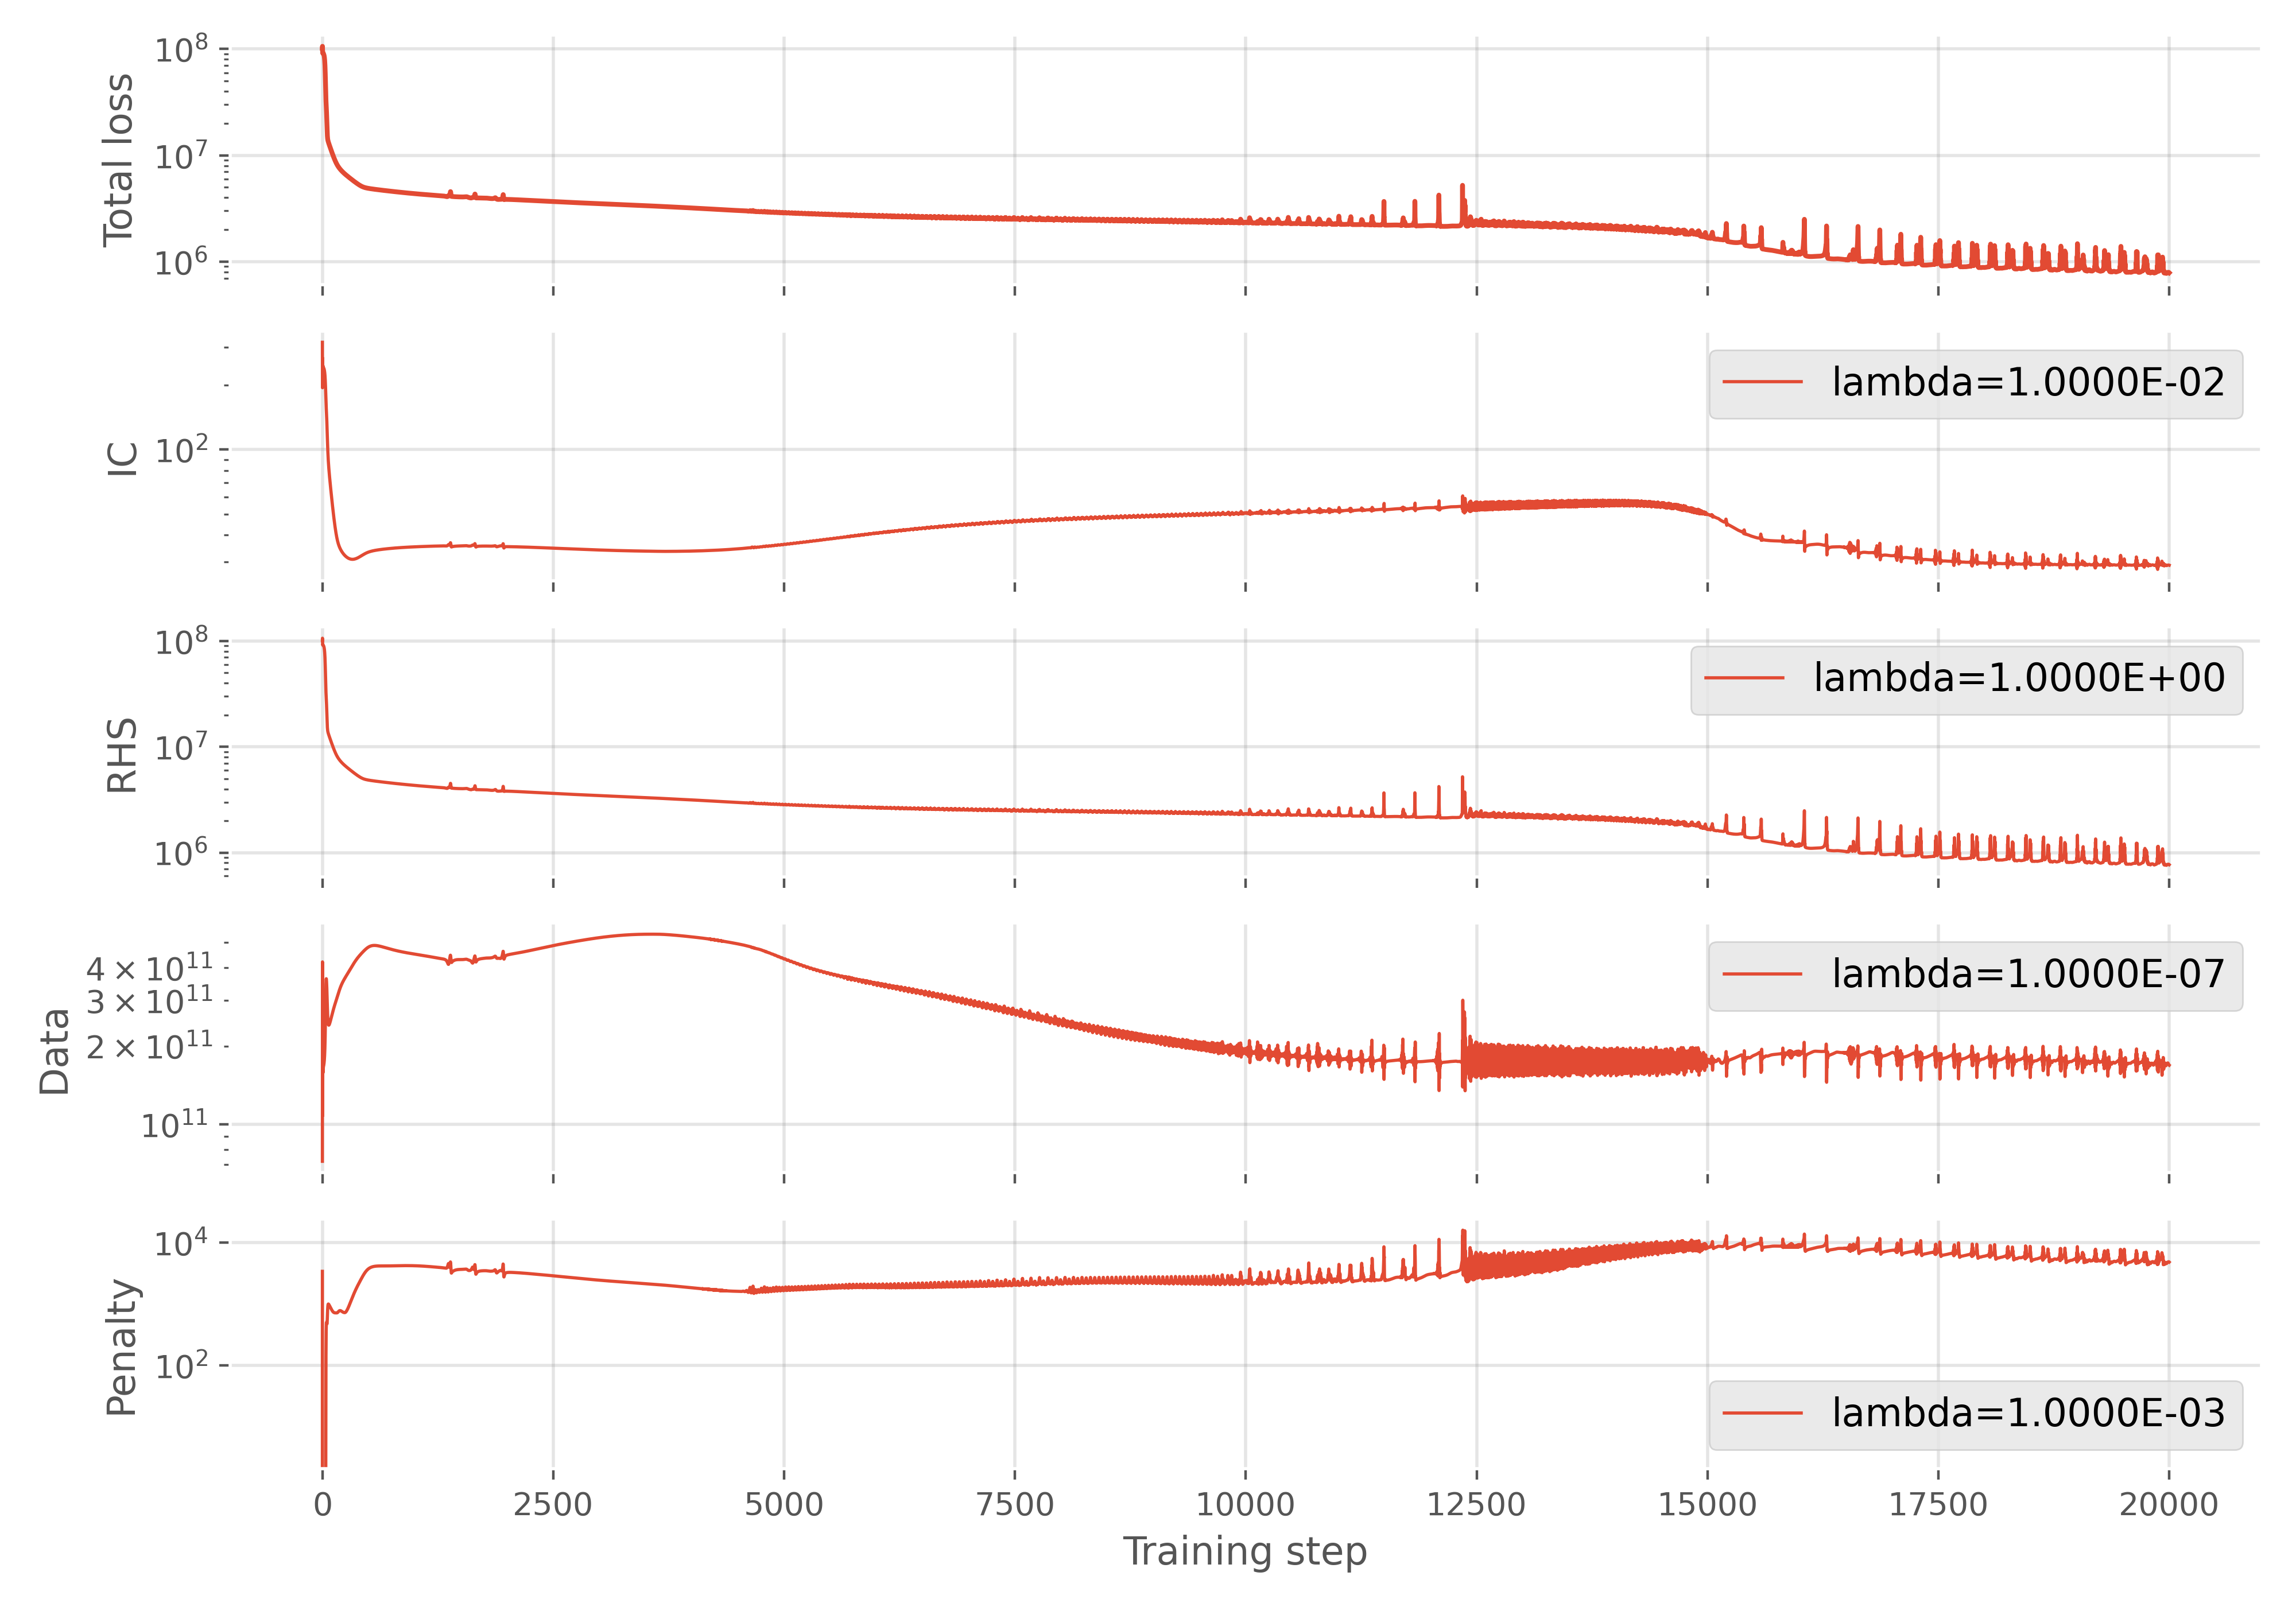 Total loss
10^8
10^7
10^6
IC
10^2
lambda=1.0000E-02
RHS
10^8
10^7
10^6
lambda=1.0000E+00
Data
4 × 10^11
3 × 10^11
2 × 10^11
10^11
lambda=1.0000E-07
Penalty
10^4
10^2
lambda=1.0000E-03
0 2500 5000 7500 10000 12500 15000 17500 20000
Training step